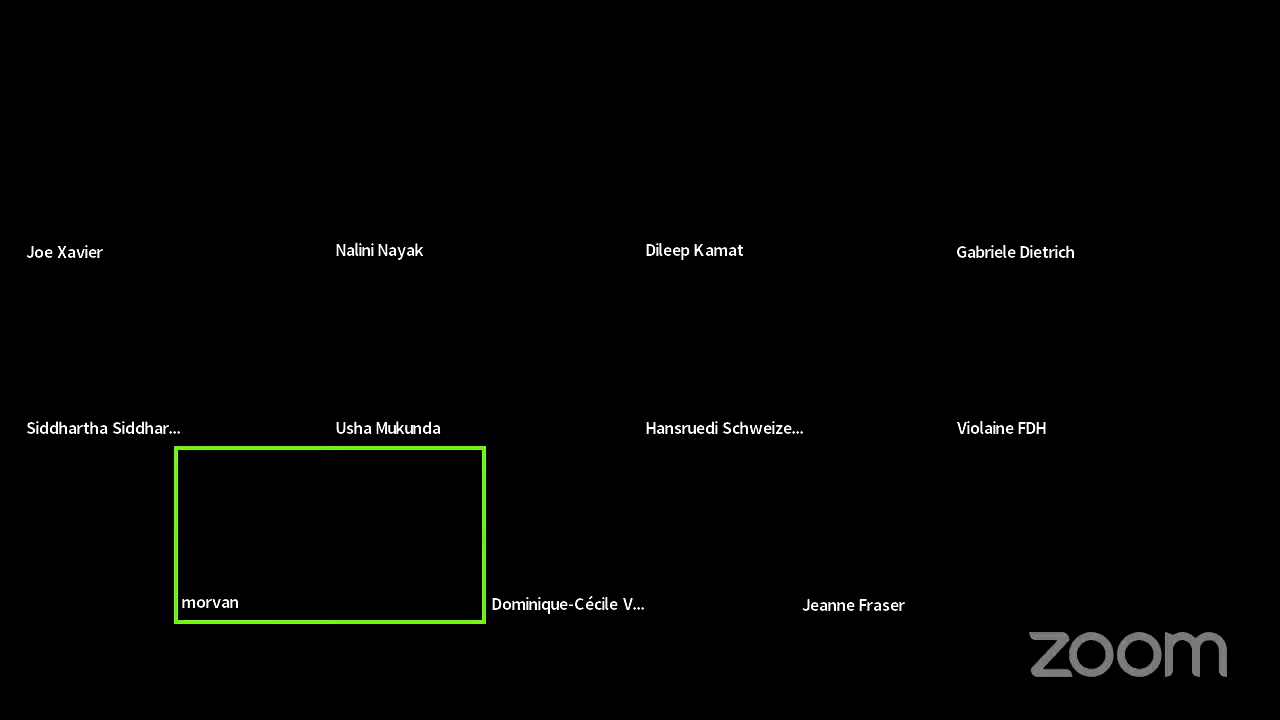 Joe Xavier
Nalini Nayak
Dileep Kamat
Gabriele Dietrich
Siddhartha Siddhar...
Usha Mukunda
Hansruedi Schweize...
Violaine FDH
morvan
Dominique-Cécile V...
Jeanne Fraser
zoom